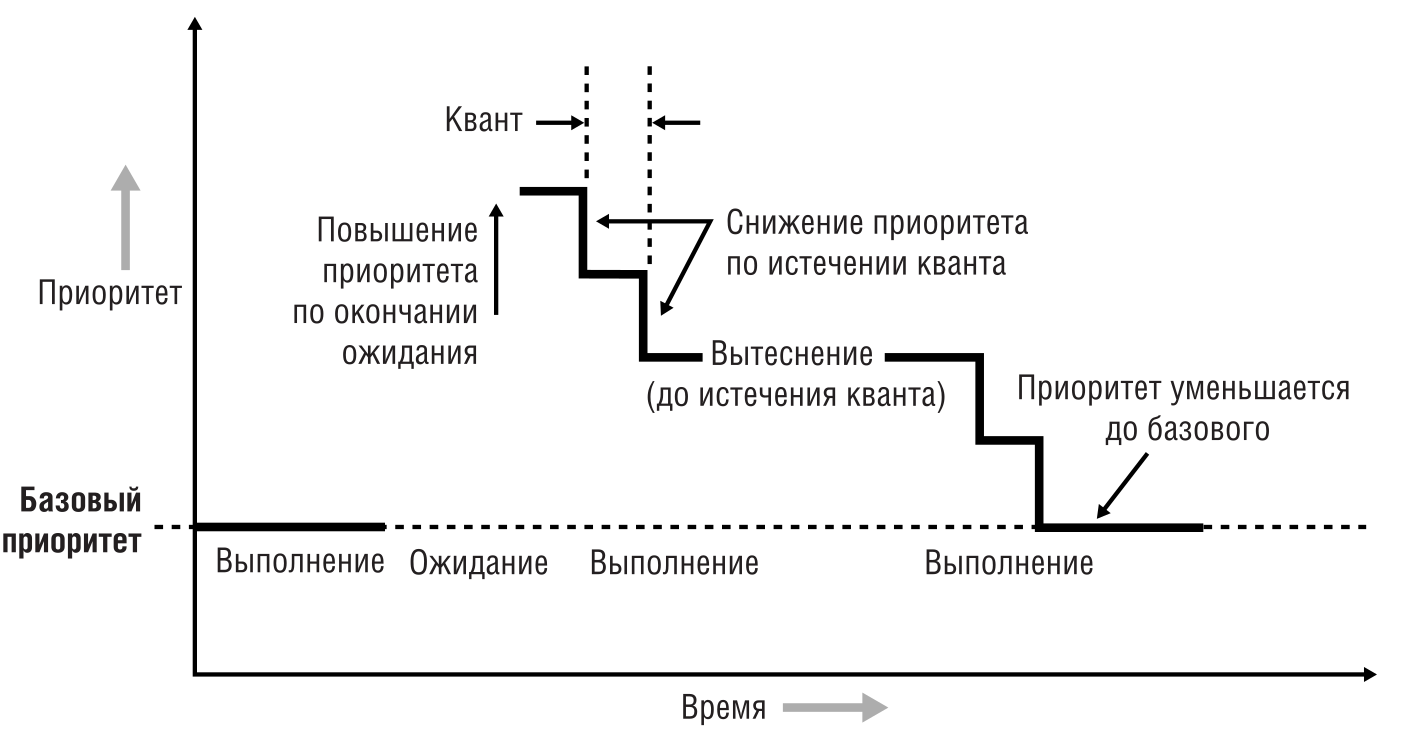 Квант
Повышение
приоритета
по окончании
ожидания
Снижение приоритета
по истечении кванта
Приоритет
Вытеснение
(до истечения кванта)
Приоритет уменьшается
до базового
Базовый
приоритет
Выполнение
Ожидание
Выполнение
Выполнение
Время